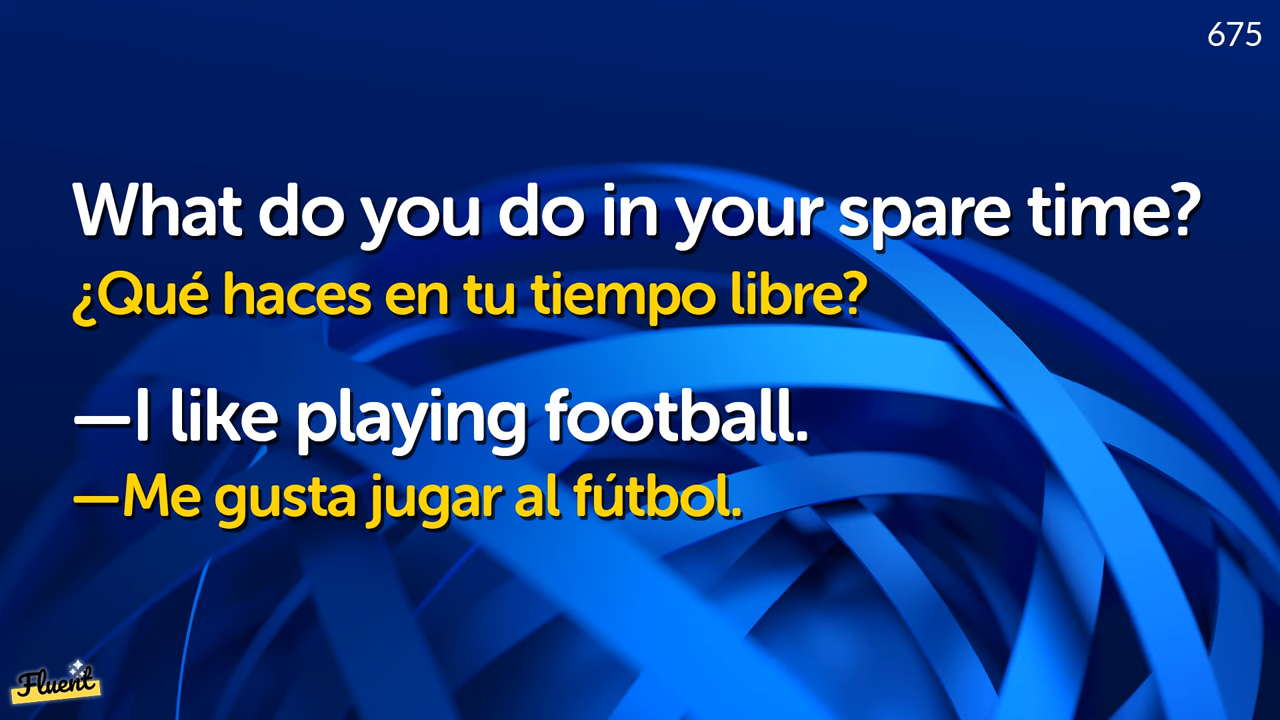 675
What do you do in your spare time?
¿Qué haces en tu tiempo libre?
—I like playing football.
—Me gusta jugar al fútbol.
Fluent